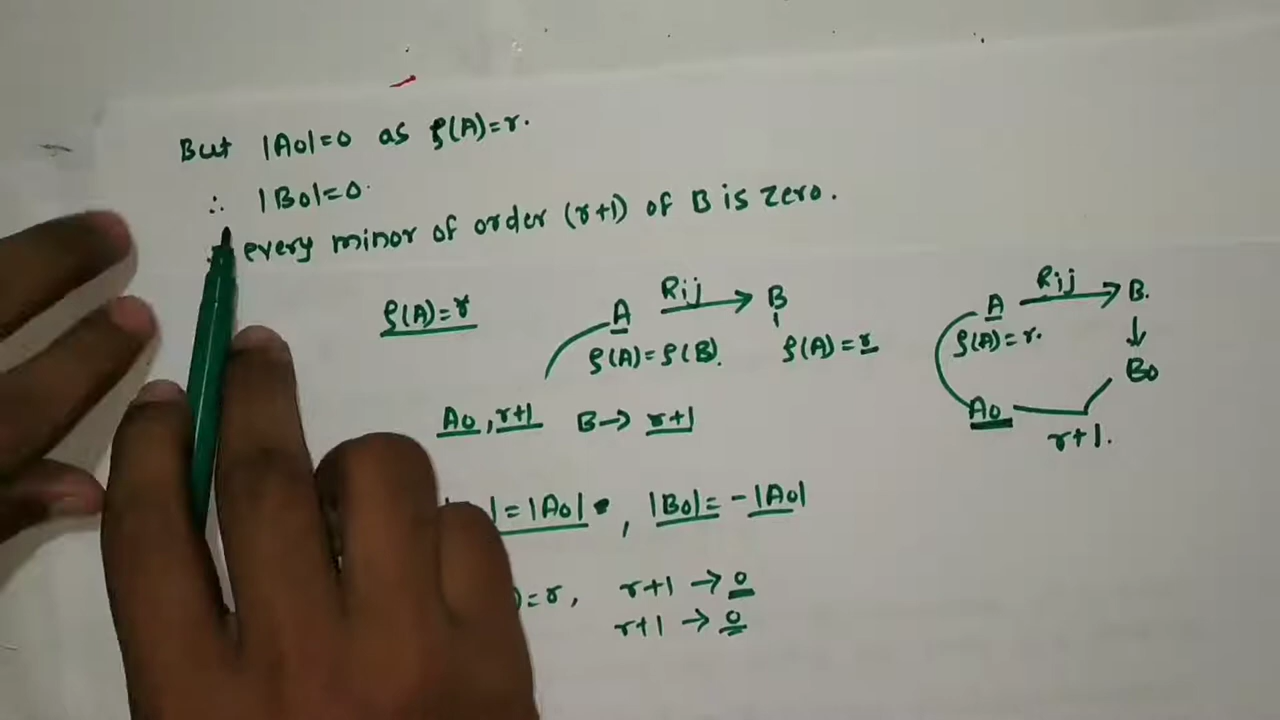 But |A0|=0 as ρ(A)=r.
∴ |B0|=0.
every minor of order (r+1) of B is zero.
ρ(A)=r
A Rij → B
ρ(A)=ρ(B). ρ(A)=r
A Rij → B.
ρ(A)=r. ↓
B0
A0
r+1.
A0, r+1 B→ r+1
|=|A0| , |B0|= -|A0|
)=r, r+1 → 0
r+1 → 0